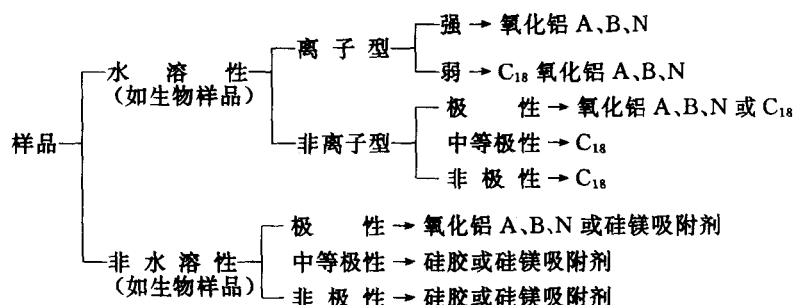 强→氧化铝 A、B、N
离子型
水溶性
(如生物样品)
弱→C₁₈ 氧化铝 A、B、N
极性→氧化铝 A、B、N 或 C₁₈
样品
非离子型
中等极性→C₁₈
非极性→C₁₈
极性→氧化铝 A、B、N 或硅镁吸附剂
非水溶性
(如生物样品)
中等极性→硅胶或硅镁吸附剂
非极性→硅胶或硅镁吸附剂